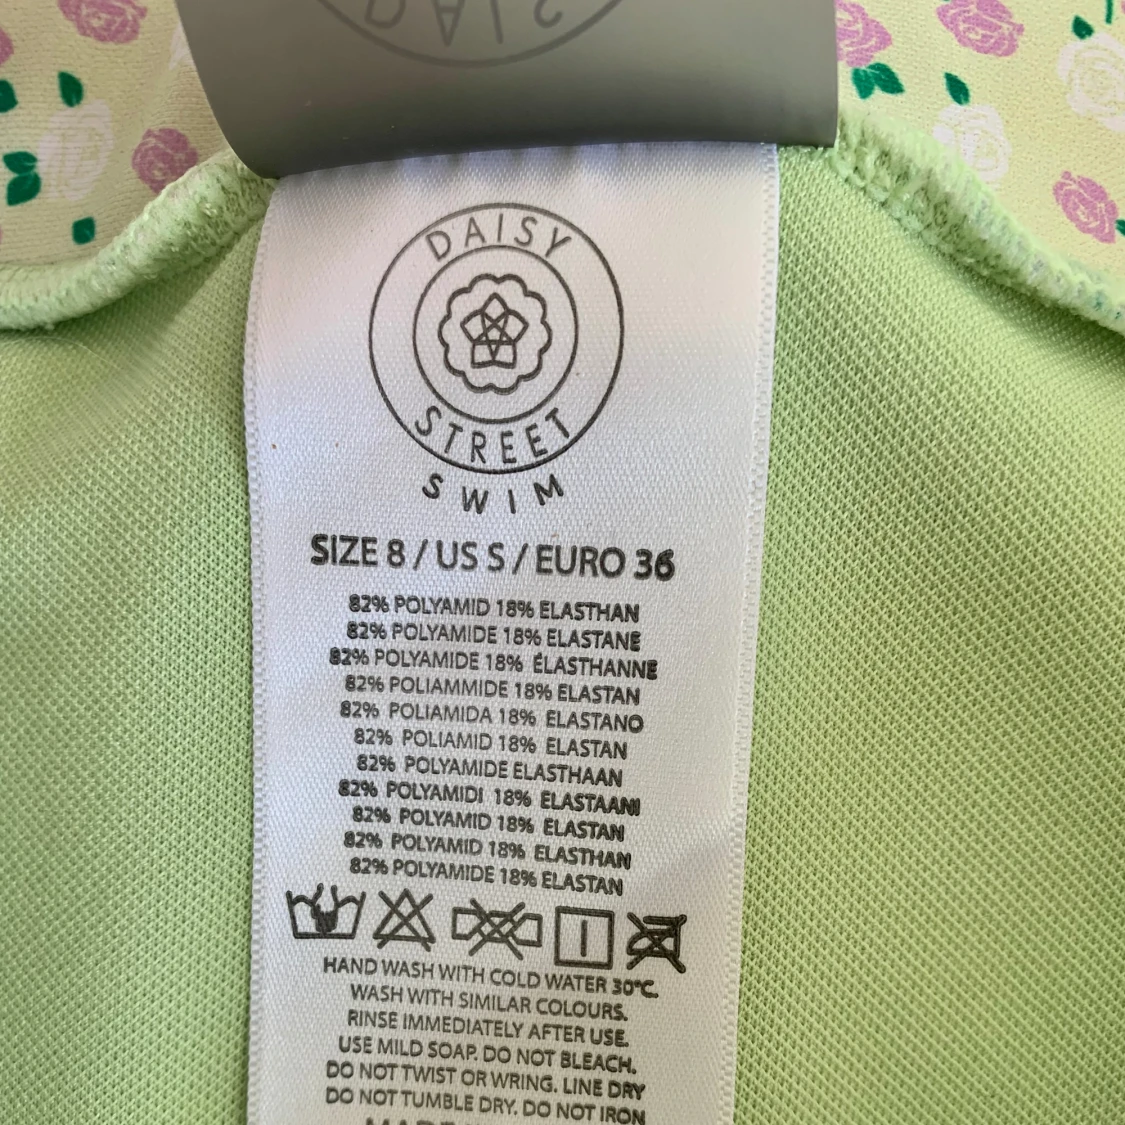 DAISY
STREET
SWIM
SIZE 8 / US S / EURO 36
82% POLYAMID 18% ELASTHAN
82% POLYAMIDE 18% ELASTANE
82% POLYAMIDE 18% ÉLASTHANNE
82% POLIAMMIDE 18% ELASTAN
82% POLIAMIDA 18% ELASTANO
82% POLIAMID 18% ELASTAN
82% POLYAMIDE ELASTHAAN
82% POLYAMIDI 18% ELASTAANI
82% POLYAMID 18% ELASTAN
82% POLYAMID 18% ELASTHAN
82% POLYAMIDE 18% ELASTAN
HAND WASH WITH COLD WATER 30°C.
WASH WITH SIMILAR COLOURS.
RINSE IMMEDIATELY AFTER USE.
USE MILD SOAP. DO NOT BLEACH.
DO NOT TWIST OR WRING. LINE DRY
DO NOT TUMBLE DRY. DO NOT IRON